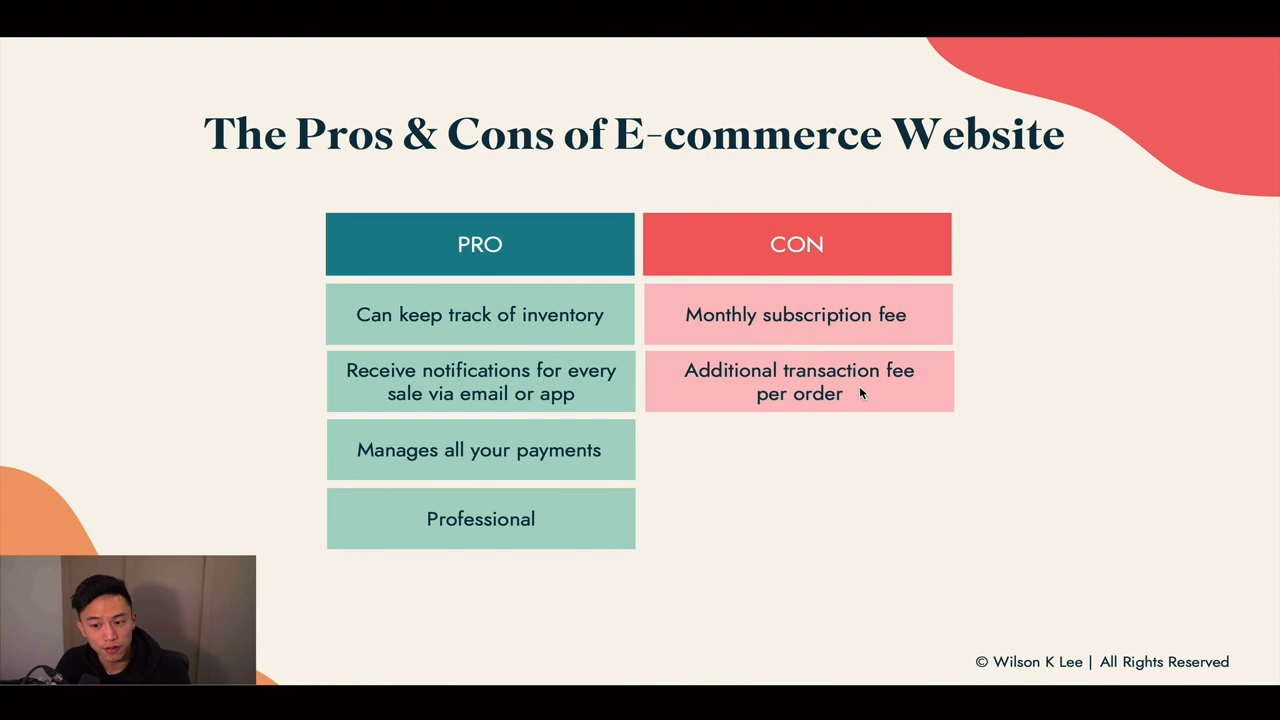 The Pros & Cons of E-commerce Website
PRO
CON
Can keep track of inventory
Monthly subscription fee
Receive notifications for every
sale via email or app
Additional transaction fee
per order
Manages all your payments
Professional
© Wilson K Lee | All Rights Reserved